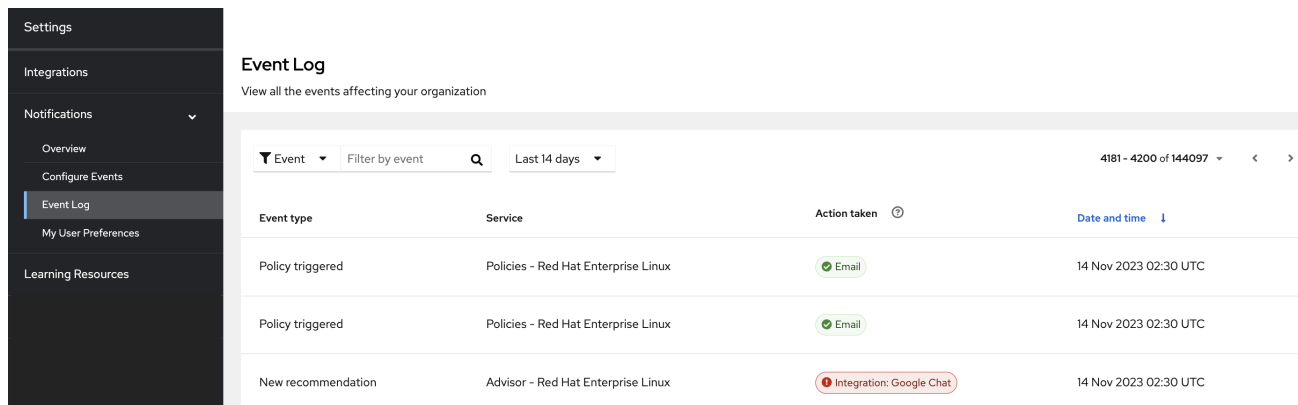 Settings
Integrations
Notifications
Overview
Configure Events
Event Log
My User Preferences
Learning Resources
Event Log
View all the events affecting your organization
Event Filter by event Last 14 days 4181 - 4200 of 144097
Event type Service Action taken Date and time
Policy triggered Policies - Red Hat Enterprise Linux Email 14 Nov 2023 02:30 UTC
Policy triggered Policies - Red Hat Enterprise Linux Email 14 Nov 2023 02:30 UTC
New recommendation Advisor - Red Hat Enterprise Linux Integration: Google Chat 14 Nov 2023 02:30 UTC